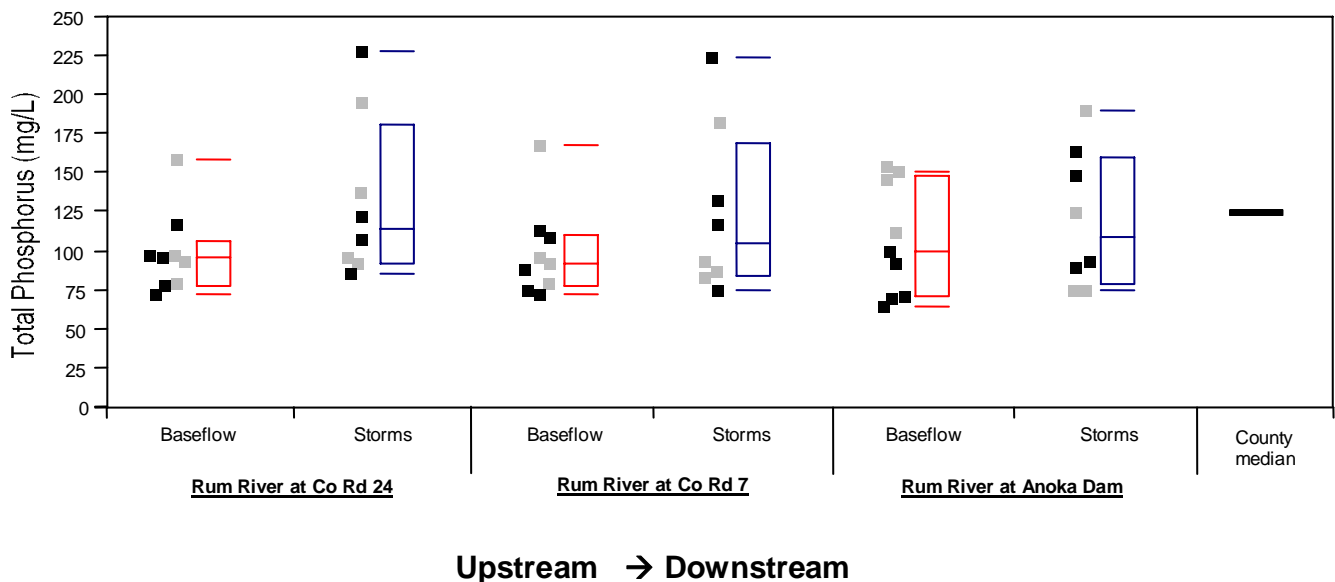 250
225
200
175
150
125
100
75
50
25
0
Total Phosphorus (mg/L)
Baseflow Storms Baseflow Storms Baseflow Storms County median
Rum River at Co Rd 24 Rum River at Co Rd 7 Rum River at Anoka Dam
Upstream → Downstream